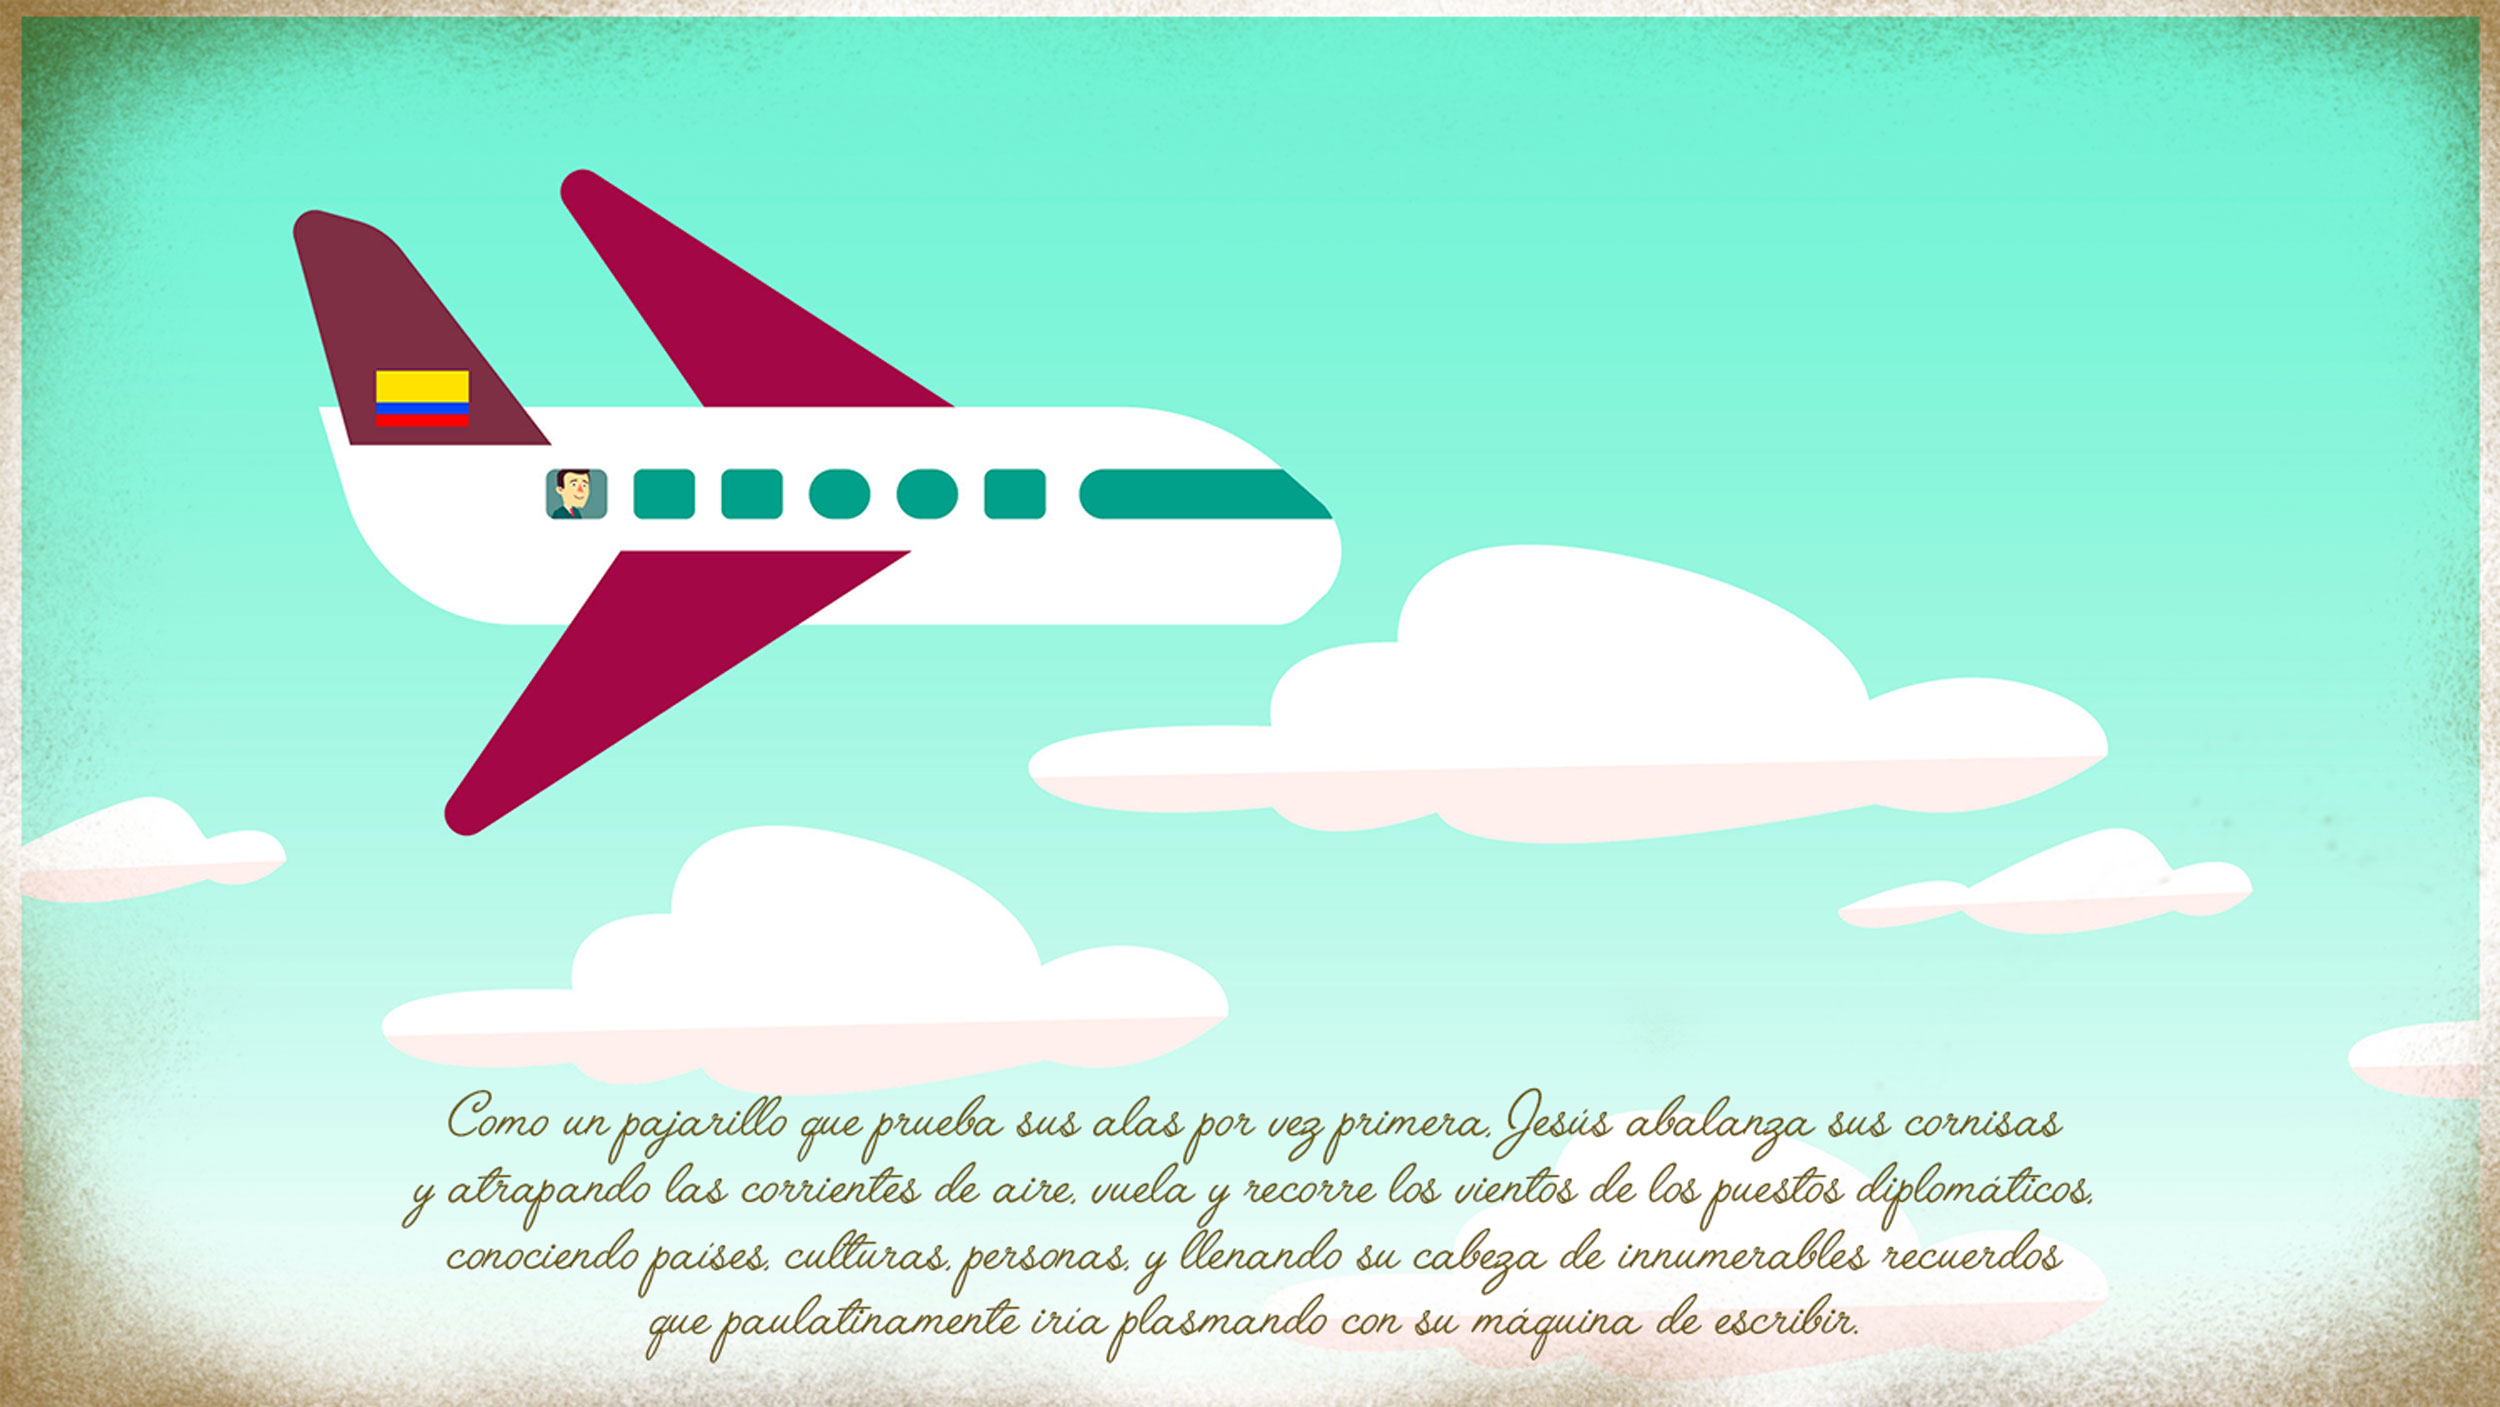 Como un pajarillo que prueba sus alas por vez primera, Jesús abalanza sus cornisas
y atrapando las corrientes de aire, vuela y recorre los vientos de los puestos diplomáticos,
conociendo países, culturas, personas, y llenando su cabeza de innumerables recuerdos
que paulatinamente iría plasmando con su máquina de escribir.